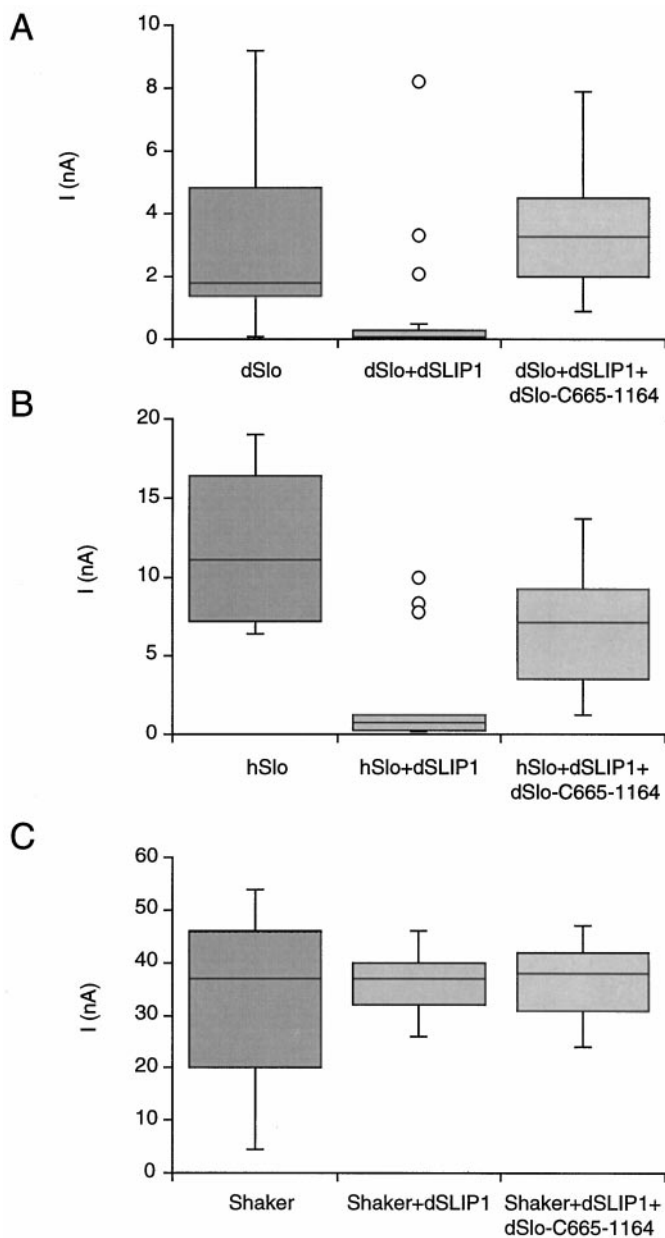 A
10
8
6
4
2
0
I (nA)
dSlo
dSlo+dSLIP1
dSlo+dSLIP1+
dSlo-C665-1164
B
20
15
10
5
0
I (nA)
hSlo
hSlo+dSLIP1
hSlo+dSLIP1+
dSlo-C665-1164
C
60
50
40
30
20
10
0
I (nA)
Shaker
Shaker+dSLIP1
Shaker+dSLIP1+
dSlo-C665-1164